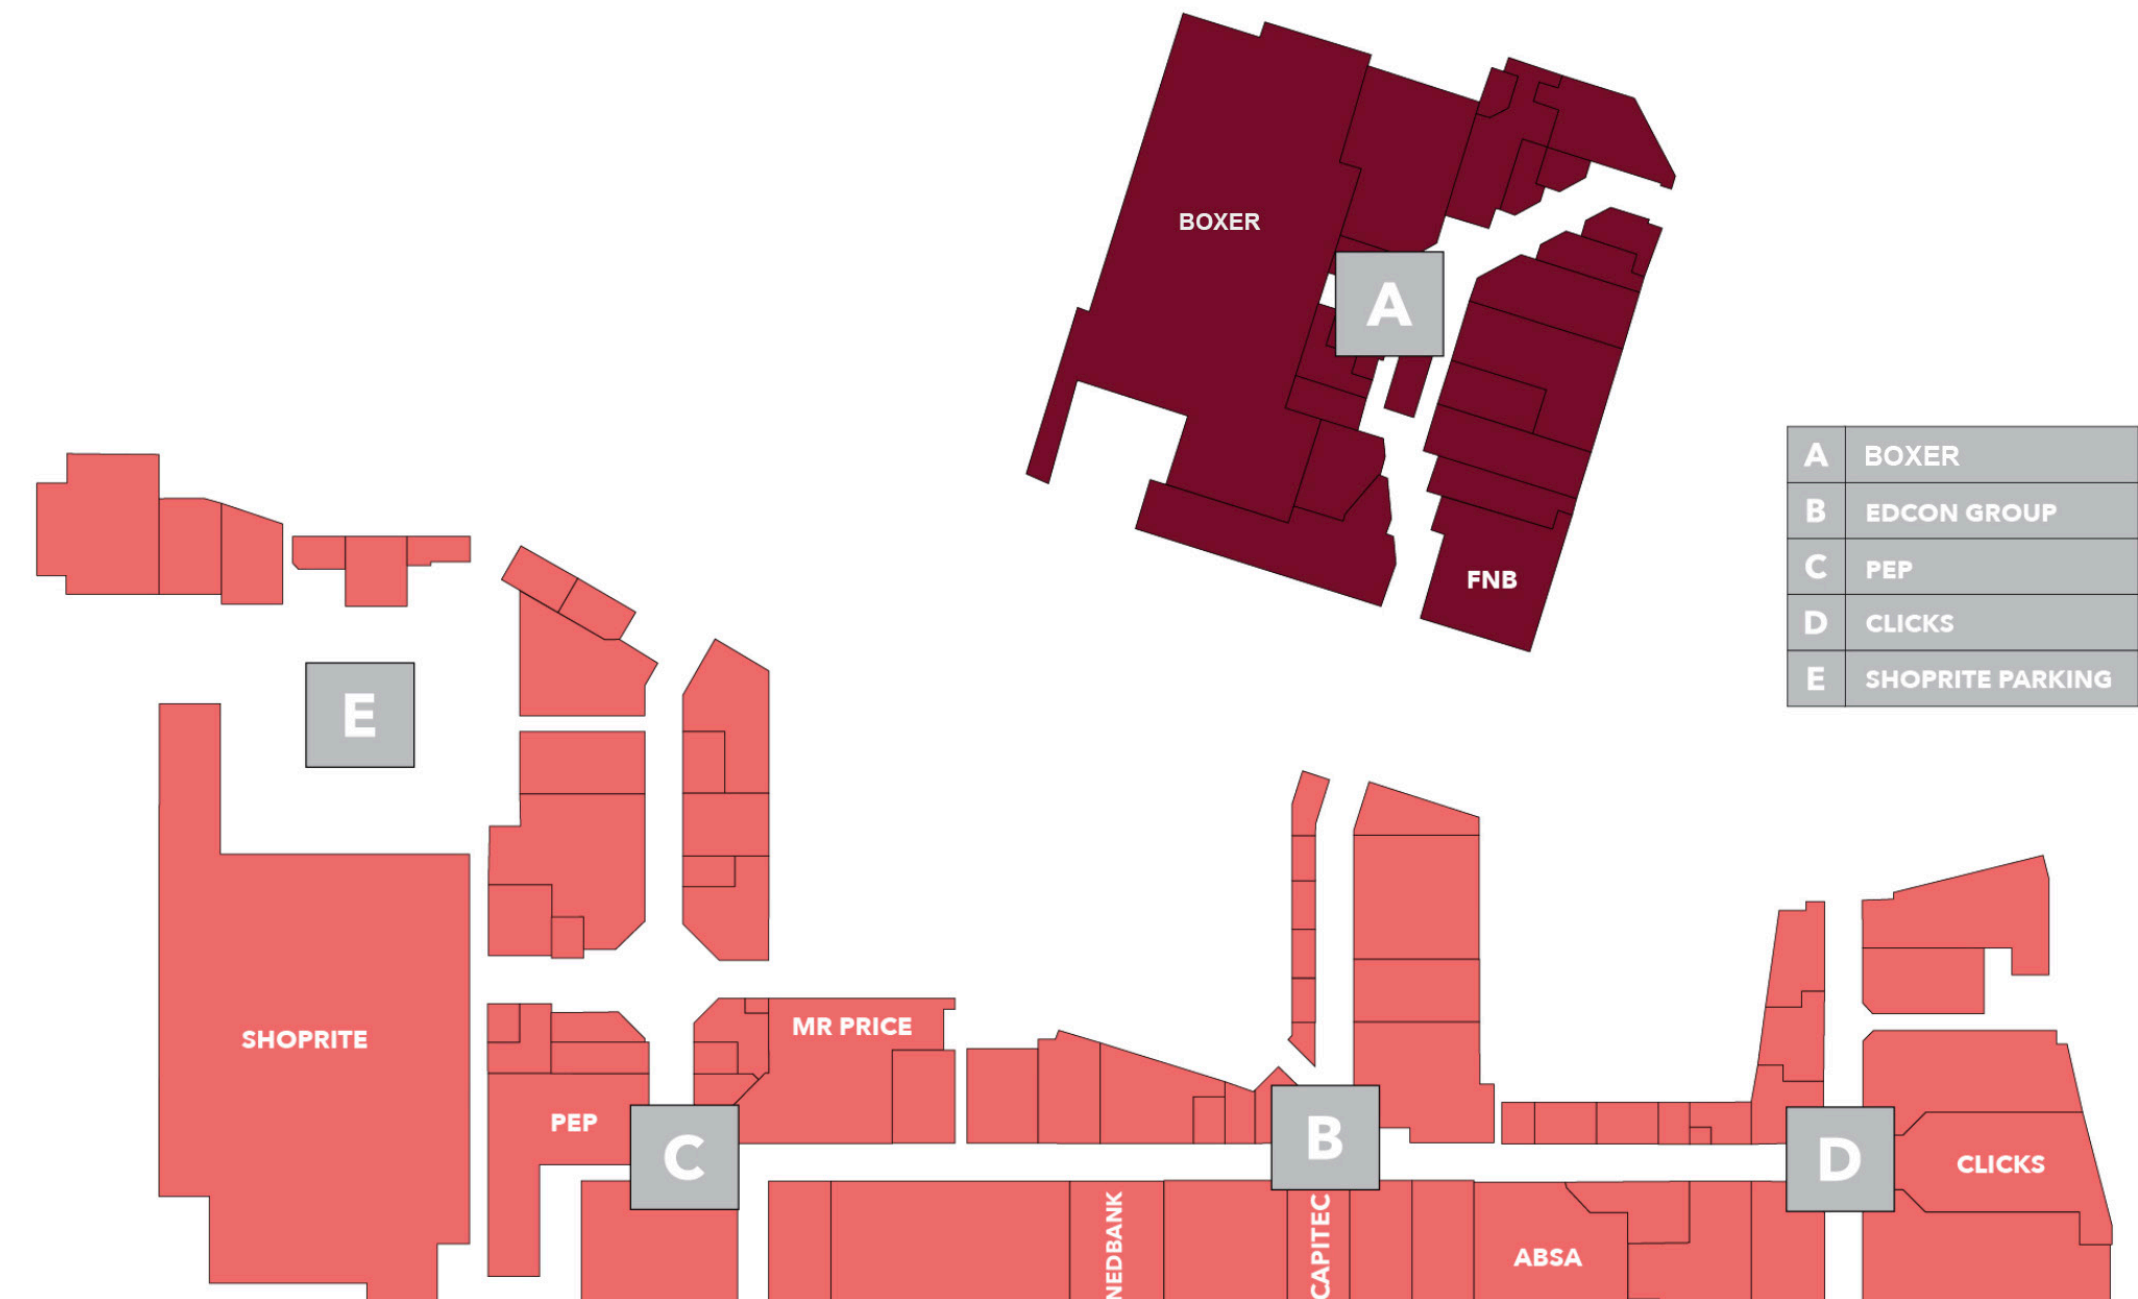 BOXER
A
FNB
A BOXER
B EDCON GROUP
C PEP
D CLICKS
E SHOPRITE PARKING
E
SHOPRITE
MR PRICE
PEP
C
B
D
CLICKS
NEDBANK
CAPITEC
ABSA